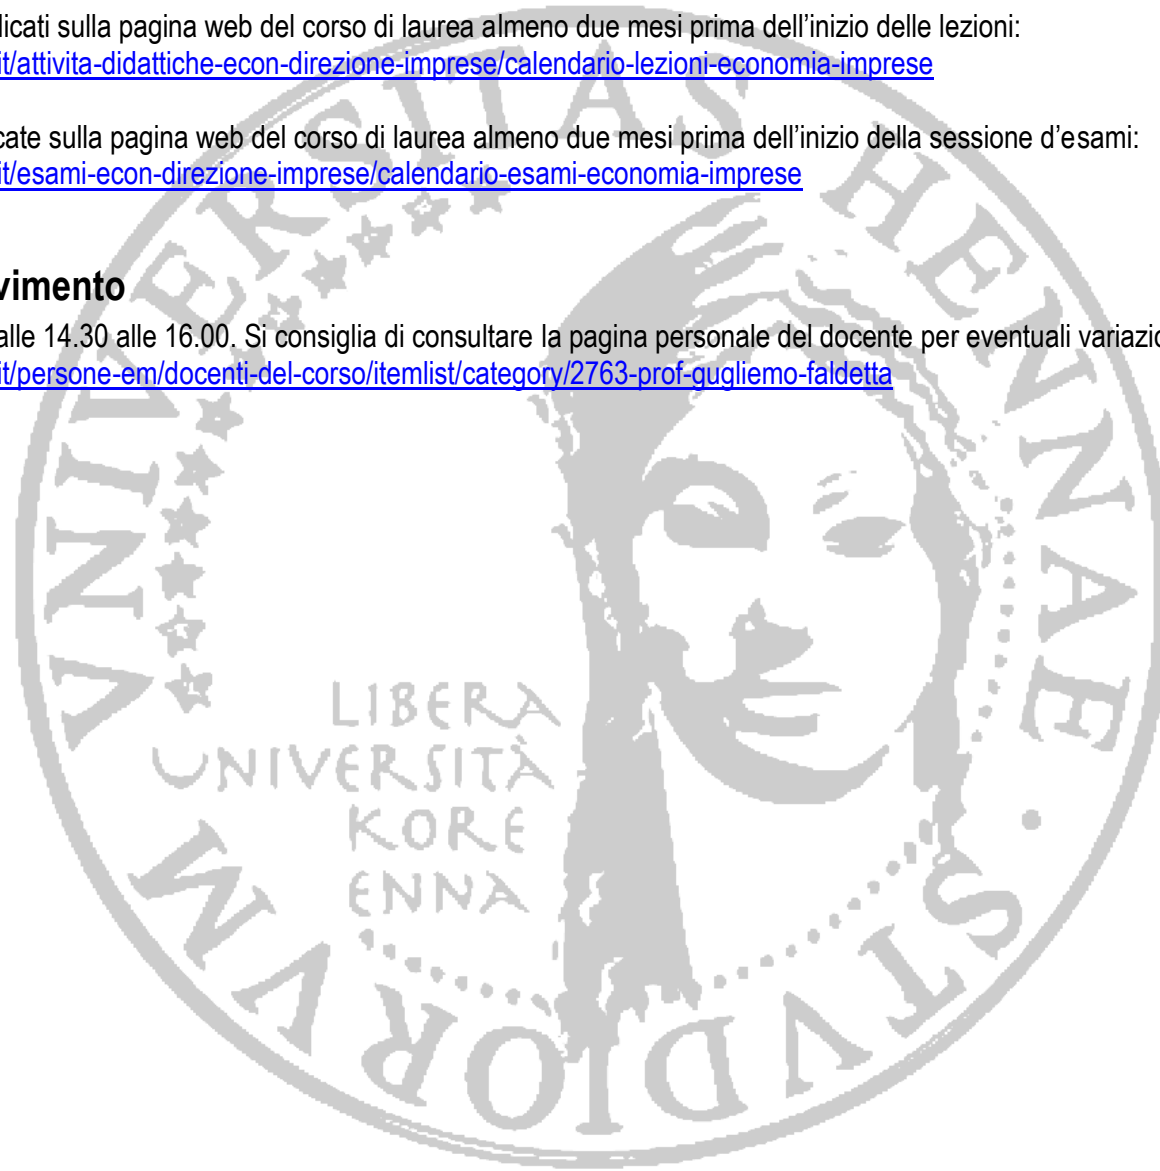 licati sulla pagina web del corso di laurea almeno due mesi prima dell’inizio delle lezioni:
it/attivita-didattiche-econ-direzione-imprese/calendario-lezioni-economia-imprese
cate sulla pagina web del corso di laurea almeno due mesi prima dell’inizio della sessione d’esami:
it/esami-econ-direzione-imprese/calendario-esami-economia-imprese
vimento
alle 14.30 alle 16.00. Si consiglia di consultare la pagina personale del docente per eventuali variazio
it/persone-em/docenti-del-corso/itemlist/category/2763-prof-gugliemo-faldetta
VNIVERSITAS HENNAE • STVDIORVM
LIBERA
UNIVERSITÀ
KORE
ENNA